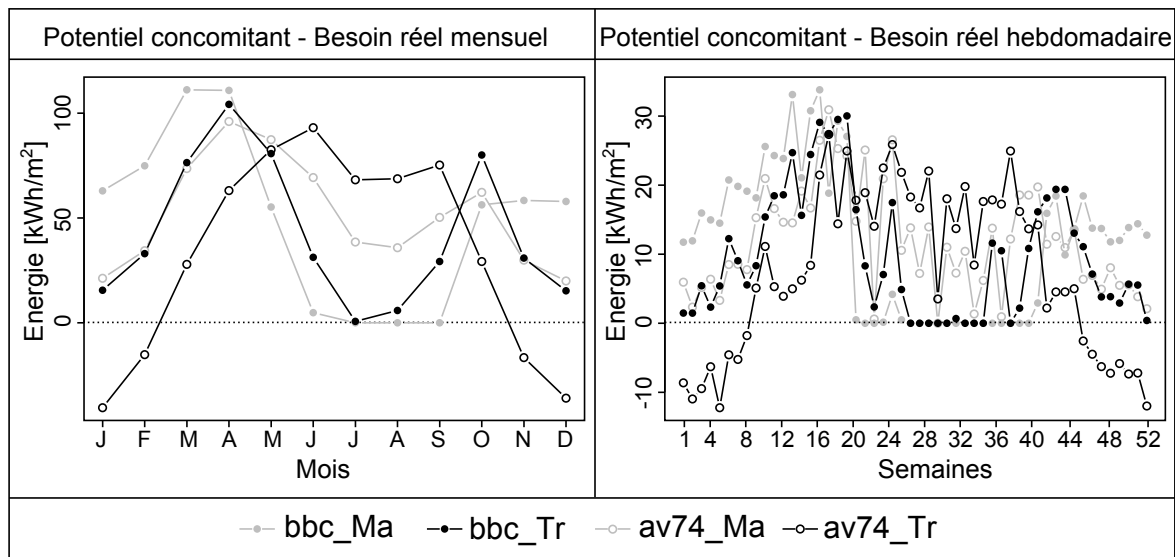 Potentiel concomitant - Besoin réel mensuel
Potentiel concomitant - Besoin réel hebdomadaire
Energie [kWh/m²]
100
50
0
J F M A M J J A S O N D
Mois
Energie [kWh/m²]
30
20
10
0
-10
1 4 8 12 16 20 24 28 32 36 40 44 48 52
Semaines
bbc_Ma bbc_Tr av74_Ma av74_Tr